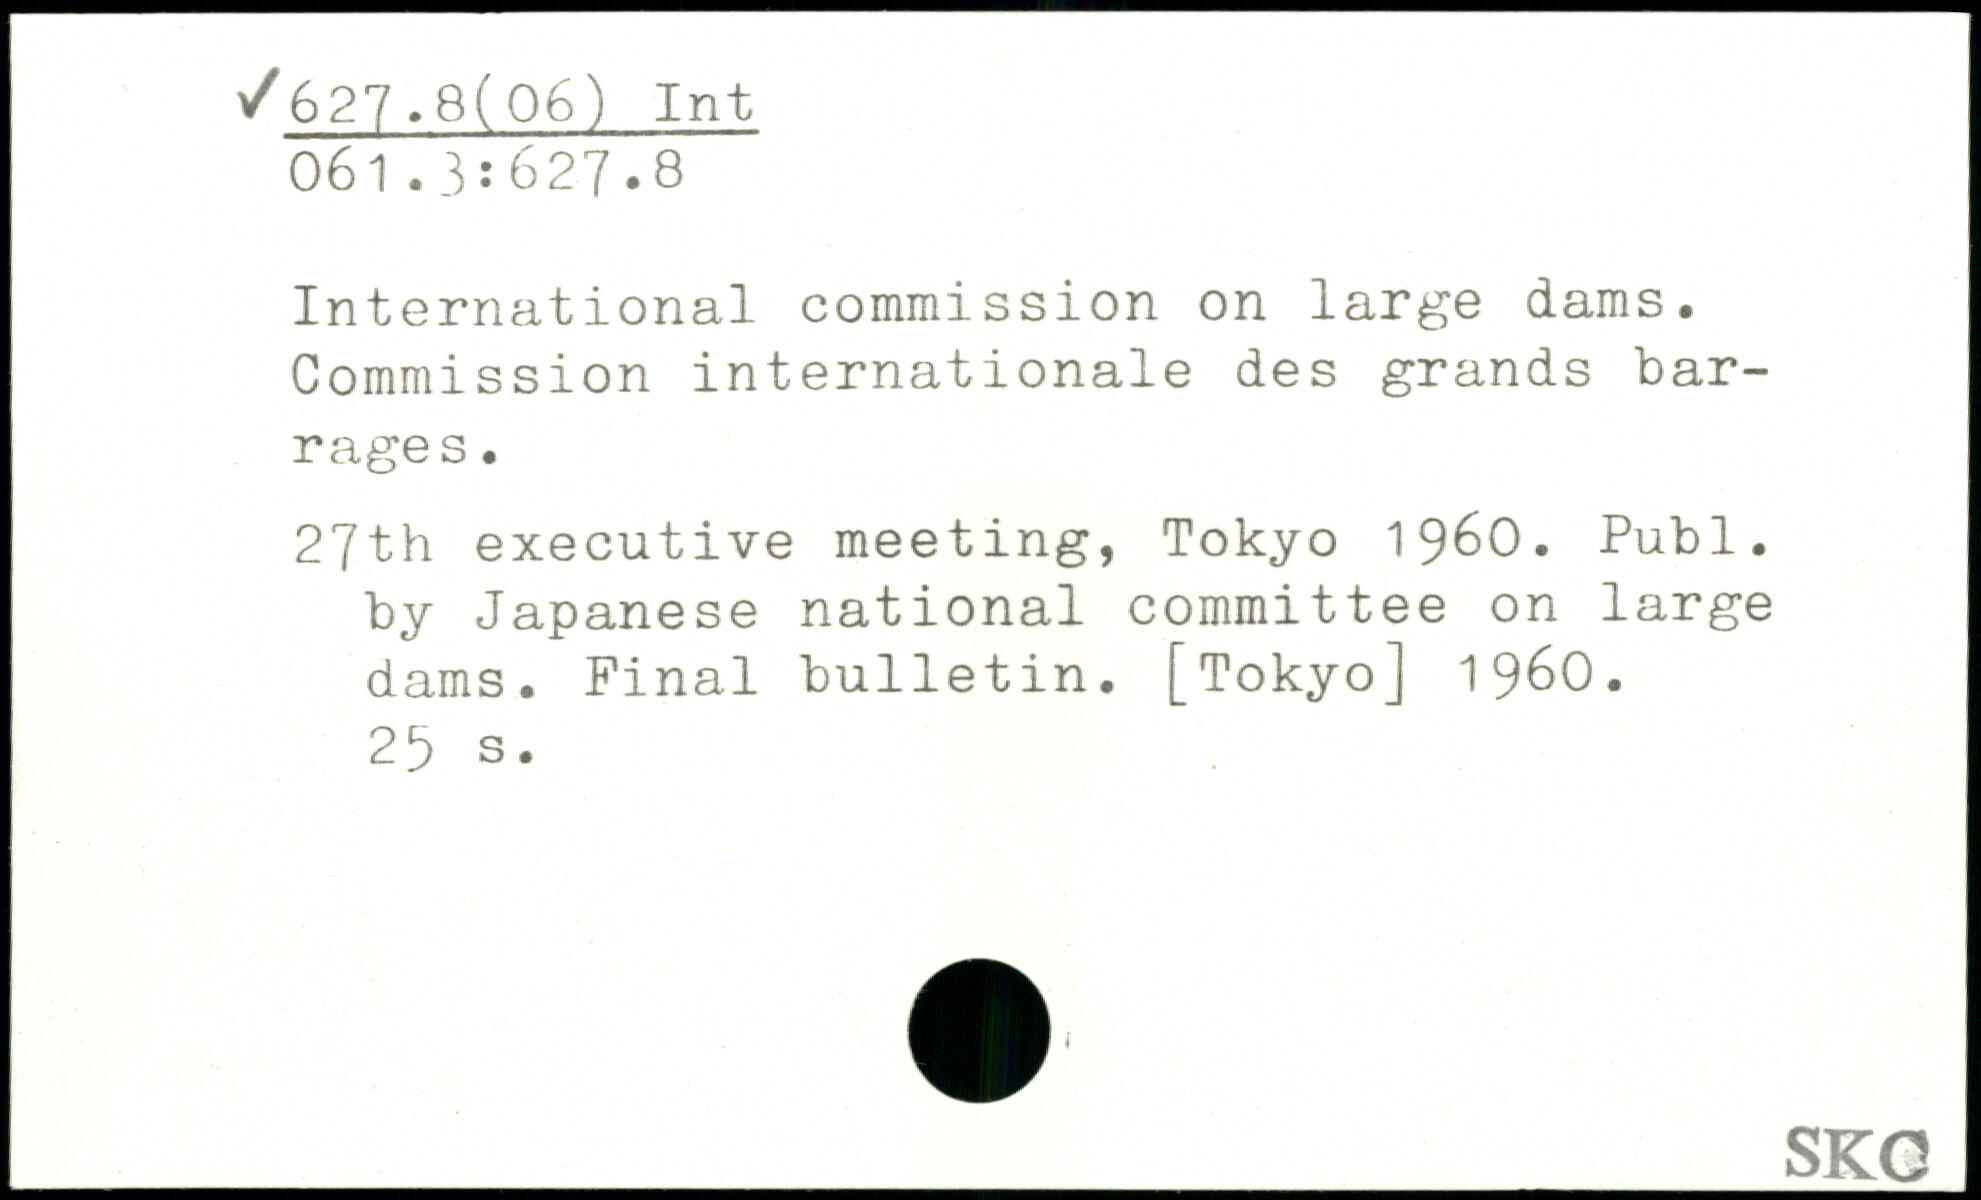 ✓627.8(06) Int
061.3:627.8
International commission on large dams.
Commission internationale des grands bar-
rages.
27th executive meeting, Tokyo 1960. Publ.
by Japanese national committee on large
dams. Final bulletin. [Tokyo] 1960.
25 s.
SKC